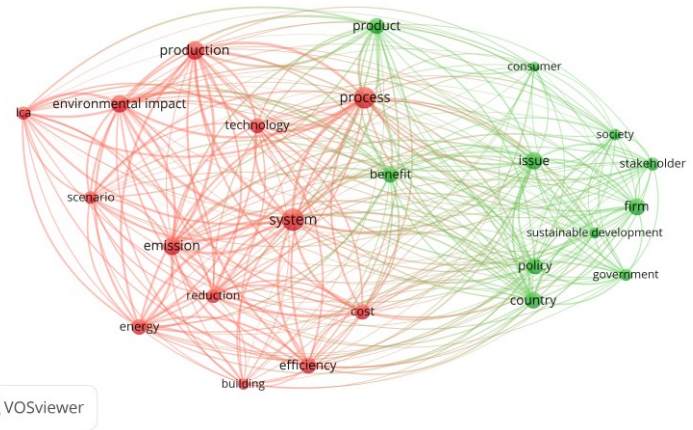 product
production
consumer
process
environmental impact
lca
technology
society
issue
stakeholder
benefit
scenario
firm
system
sustainable development
emission
policy
government
reduction
country
cost
energy
efficiency
building
VOSviewer